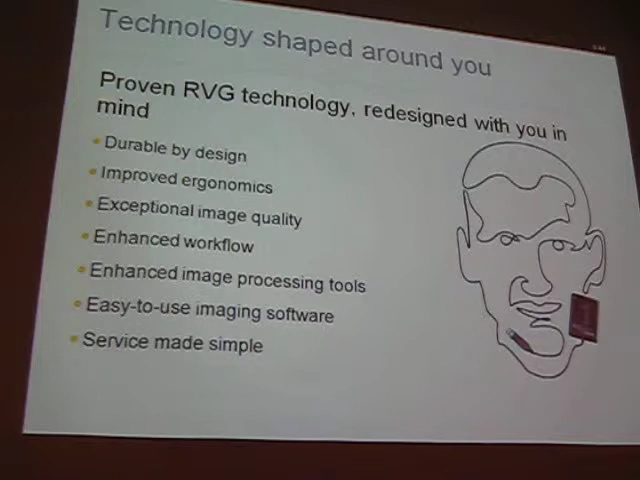 Technology shaped around you
Proven RVG technology, redesigned with you in
mind
Durable by design
Improved ergonomics
Exceptional image quality
Enhanced workflow
Enhanced image processing tools
Easy-to-use imaging software
Service made simple